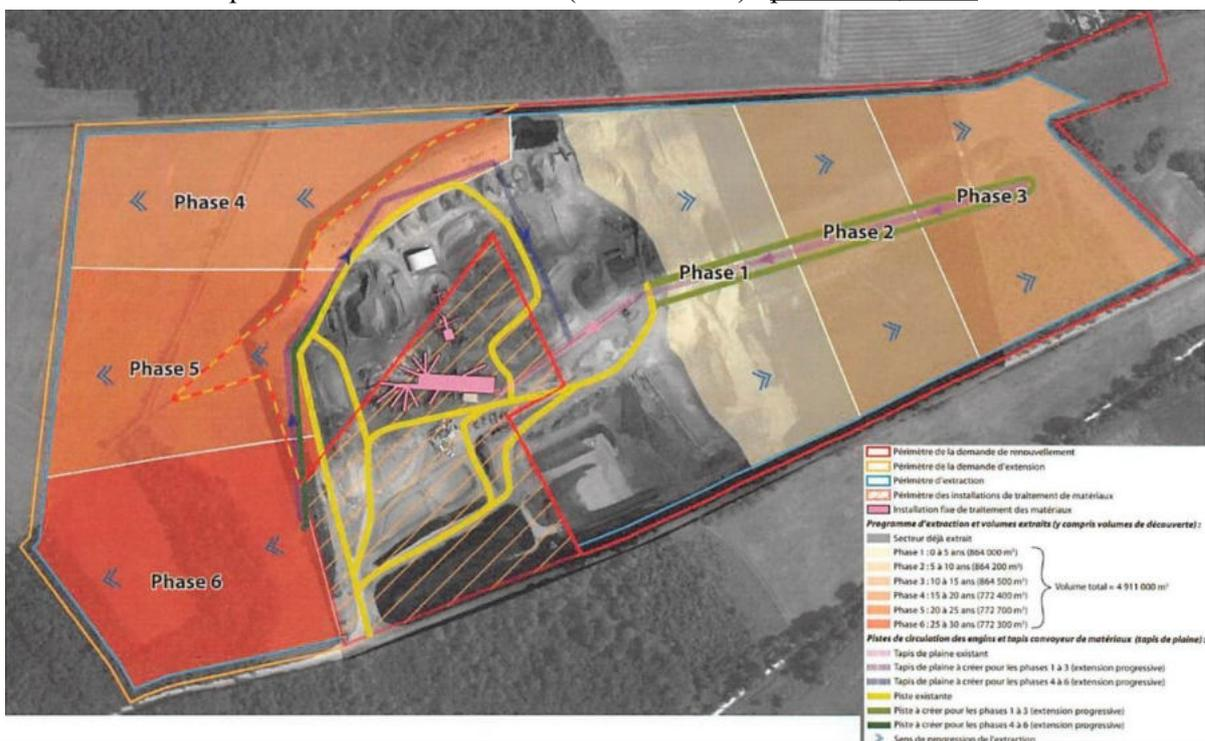 Phase 4
Phase 3
Phase 2
Phase 1
Phase 5
Phase 6
Périmètre de la demande de renouvellement
Périmètre de la demande d'extension
Périmètre d'extraction
Périmètre des installations de traitement de matériaux
Installation fixe de traitement des matériaux
Programme d'extraction et volumes extraits (y compris volumes de découverte) :
Secteur déjà extrait
Phase 1 : 0 à 5 ans (864 000 m³)
Phase 2 : 5 à 10 ans (864 200 m³)
Phase 3 : 10 à 15 ans (864 500 m³)
Phase 4 : 15 à 20 ans (772 400 m³)
Phase 5 : 20 à 25 ans (772 700 m³)
Phase 6 : 25 à 30 ans (772 300 m³)
Volume total = 4 911 000 m³
Pistes de circulation des engins et tapis convoyeur de matériaux (tapis de plaine) :
Tapis de plaine existant
Tapis de plaine à créer pour les phases 1 à 3 (extension progressive)
Tapis de plaine à créer pour les phases 4 à 6 (extension progressive)
Piste existante
Piste à créer pour les phases 1 à 3 (extension progressive)
Piste à créer pour les phases 4 à 6 (extension progressive)
Sens de progression de l'extraction